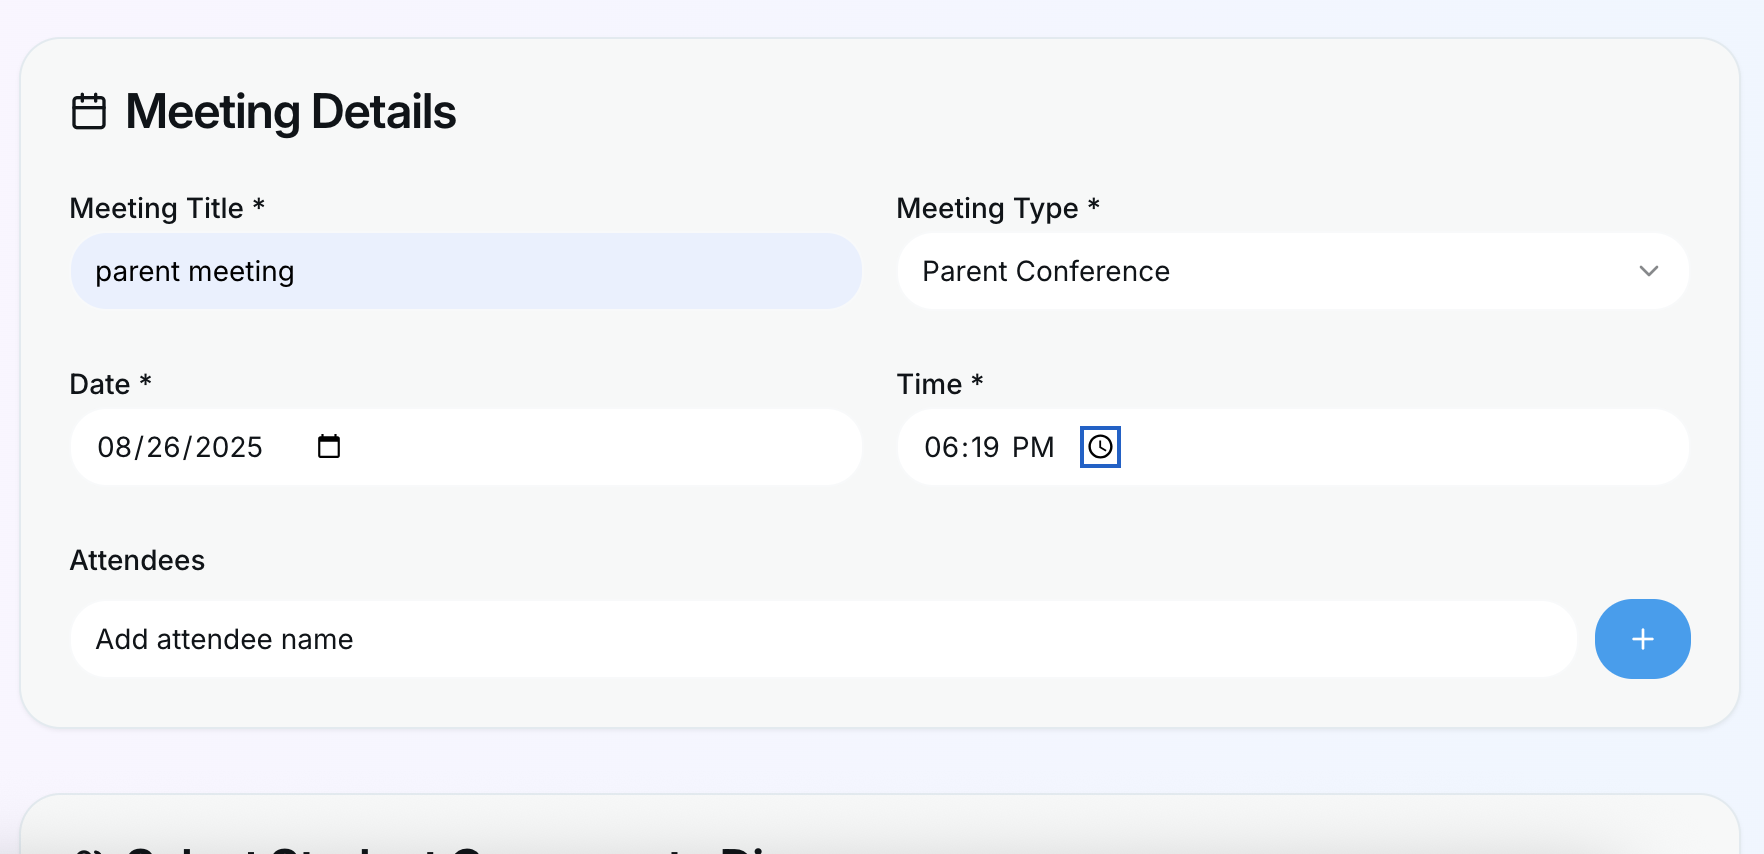 Meeting Details
Meeting Title *
Meeting Type *
parent meeting
Parent Conference
Date *
Time *
08/26/2025
06:19 PM
Attendees
Add attendee name